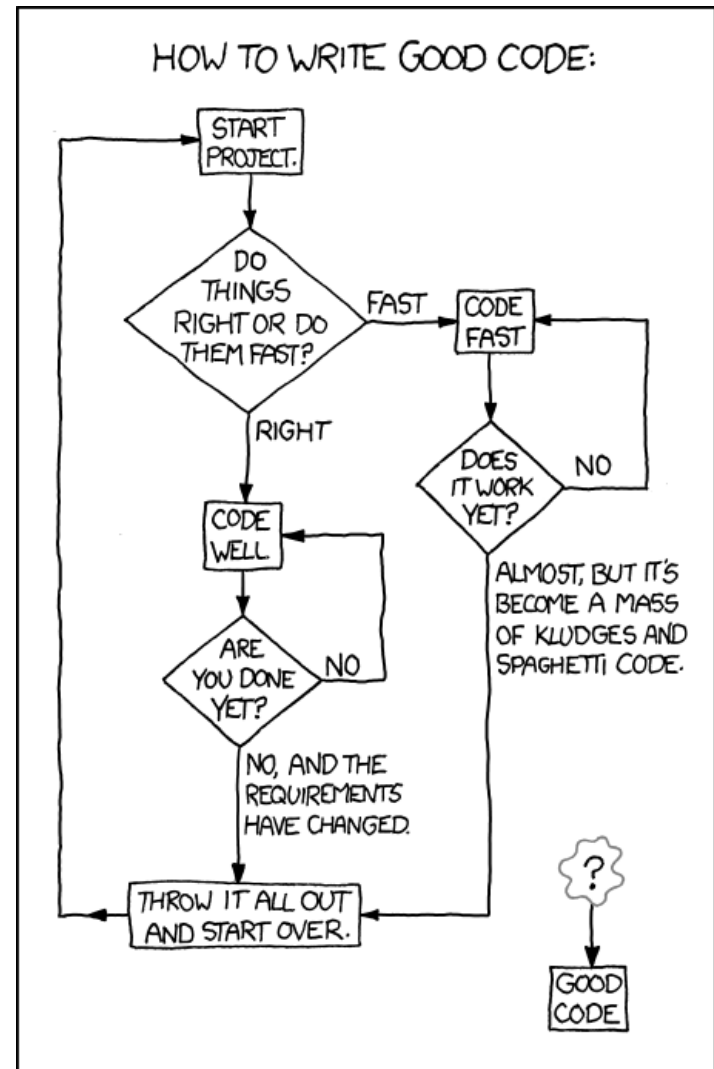 HOW TO WRITE GOOD CODE:
START
PROJECT.
DO
THINGS
RIGHT OR DO
THEM FAST?
FAST
CODE
FAST
RIGHT
DOES
IT WORK
YET?
NO
CODE
WELL
ALMOST, BUT IT'S
BECOME A MASS
OF KLUDGES AND
SPAGHETTI CODE.
ARE
YOU DONE
YET?
NO
NO, AND THE
REQUIREMENTS
HAVE CHANGED.
THROW IT ALL OUT
AND START OVER.
?
GOOD
CODE